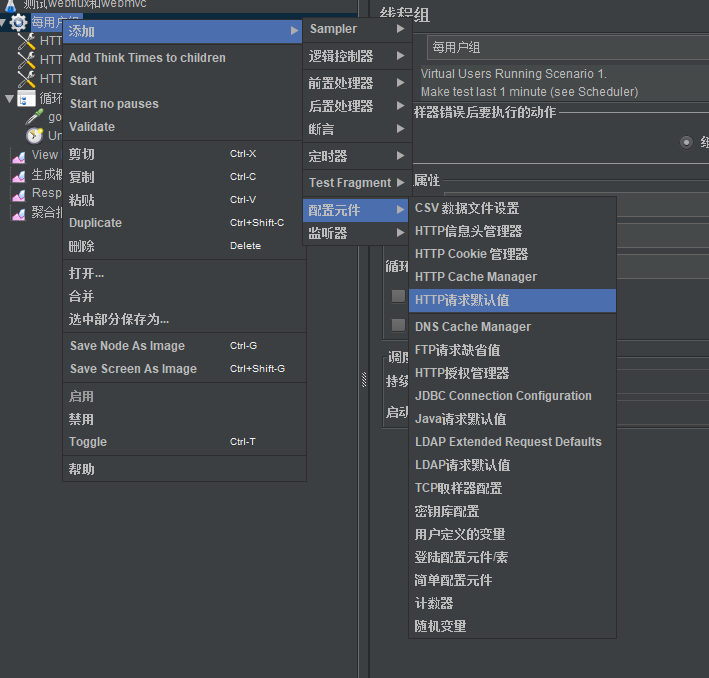 测试webflux和webmvc
每用户组
HTT
HTT
HTT
循环
go
Un
View
生成概
Resp
聚合报
添加
Add Think Times to children
Start
Start no pauses
Validate
剪切 Ctrl-X
复制 Ctrl-C
粘贴 Ctrl-V
Duplicate Ctrl+Shift-C
删除 Delete
打开...
合并
选中部分保存为...
Save Node As Image Ctrl-G
Save Screen As Image Ctrl+Shift-G
启用
禁用
Toggle Ctrl-T
帮助
Sampler
逻辑控制器
前置处理器
后置处理器
断言
定时器
Test Fragment
配置元件
监听器
CSV 数据文件设置
HTTP信息头管理器
HTTP Cookie 管理器
HTTP Cache Manager
HTTP请求默认值
DNS Cache Manager
FTP请求缺省值
HTTP授权管理器
JDBC Connection Configuration
Java请求默认值
LDAP Extended Request Defaults
LDAP请求默认值
TCP取样器配置
密钥库配置
用户定义的变量
登陆配置元件/素
简单配置元件
计数器
随机变量
线程组
每用户组
Virtual Users Running Scenario 1.
Make test last 1 minute (see Scheduler)
样器错误后要执行的动作
属性
循环
调度
持续
启动